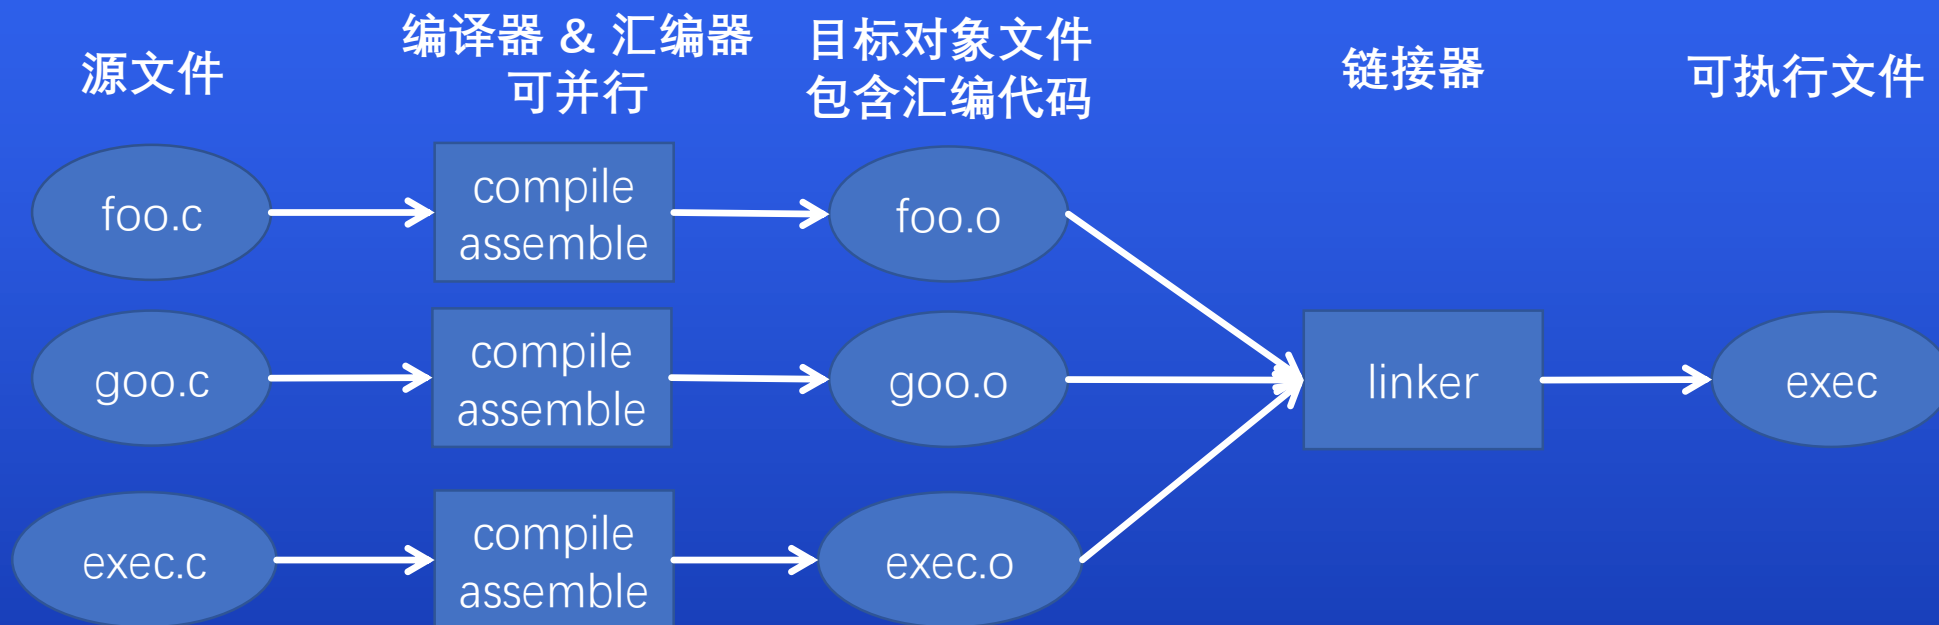 源文件
编译器 & 汇编器
可并行
目标对象文件
包含汇编代码
链接器
可执行文件
foo.c
compile
assemble
foo.o
goo.c
compile
assemble
goo.o
linker
exec
exec.c
compile
assemble
exec.o